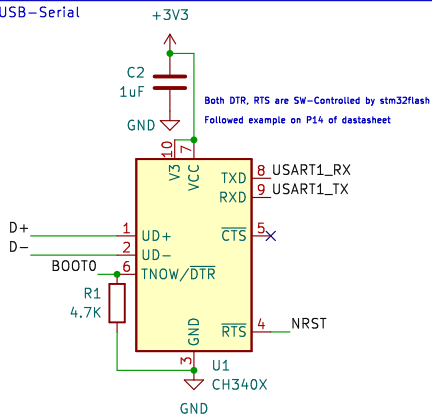 USB-Serial
+3V3
C2
1uF
Both DTR, RTS are SW-Controlled by stm32flash
Followed example on P14 of dastasheet
GND
10
7
V3
VCC
TXD
8
USART1_RX
RXD
9
USART1_TX
D+
1
UD+
CTS
5
D-
2
UD-
BOOT0
6
TNOW/DTR
R1
4.7K
GND
RTS
4
NRST
3
U1
CH340X
GND